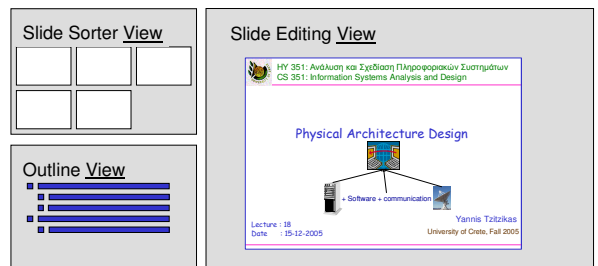 Slide Sorter View
Outline View
Slide Editing View
ΗΥ 351: Ανάλυση και Σχεδίαση Πληροφοριακών Συστημάτων
CS 351: Information Systems Analysis and Design
Physical Architecture Design
+ Software + communication
Lecture : 18
Date : 15-12-2005
Yannis Tzitzikas
University of Crete, Fall 2005